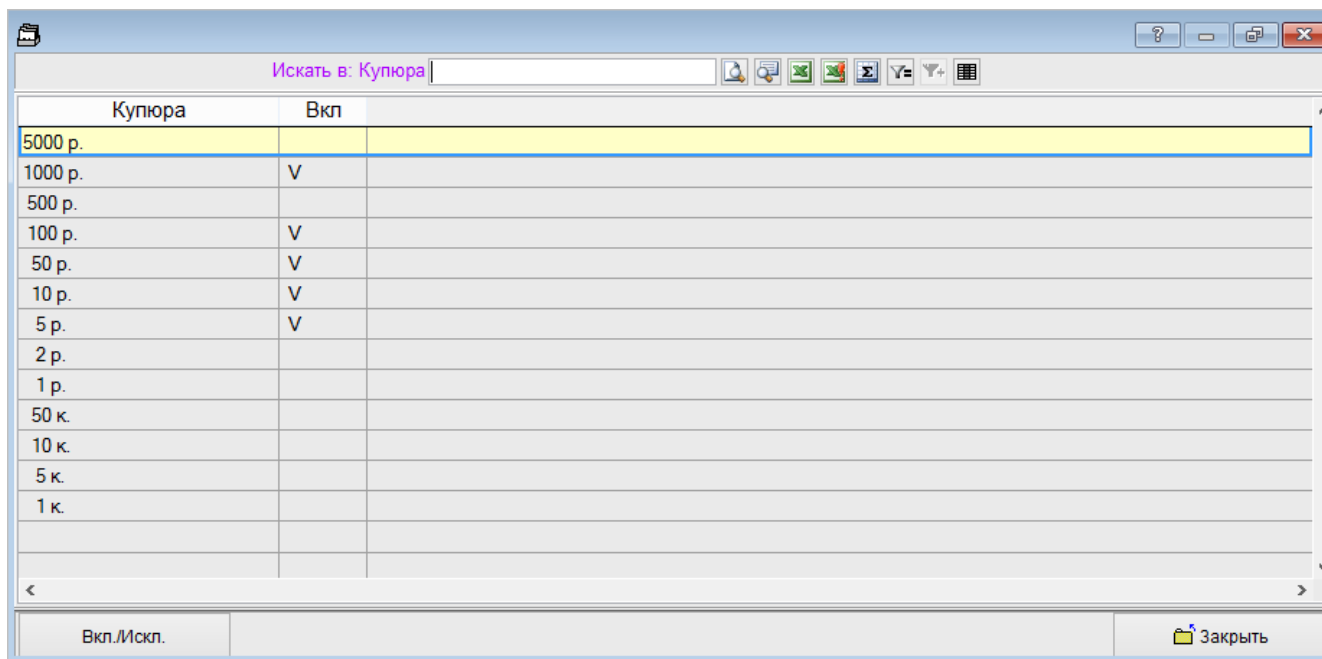 ?
Искать в: Купюра
Купюра Вкл
5000 р.
1000 р. V
500 р.
100 р. V
50 р. V
10 р. V
5 р. V
2 р.
1 р.
50 к.
10 к.
5 к.
1 к.
Вкл./Искл. Закрыть